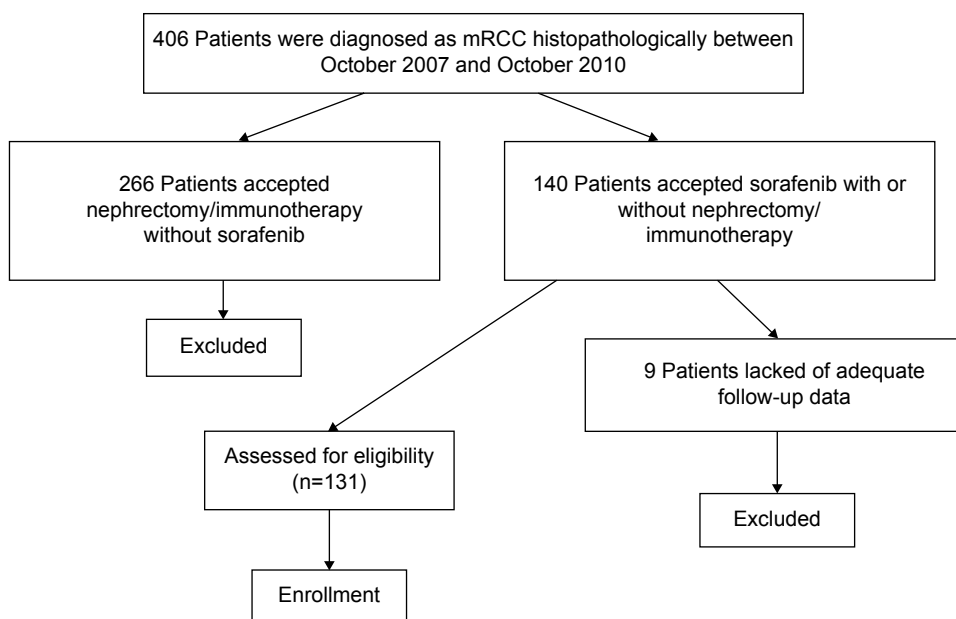 406 Patients were diagnosed as mRCC histopathologically between
October 2007 and October 2010
266 Patients accepted
nephrectomy/immunotherapy
without sorafenib
140 Patients accepted sorafenib with or
without nephrectomy/
immunotherapy
Excluded
9 Patients lacked of adequate
follow-up data
Assessed for eligibility
(n=131)
Excluded
Enrollment